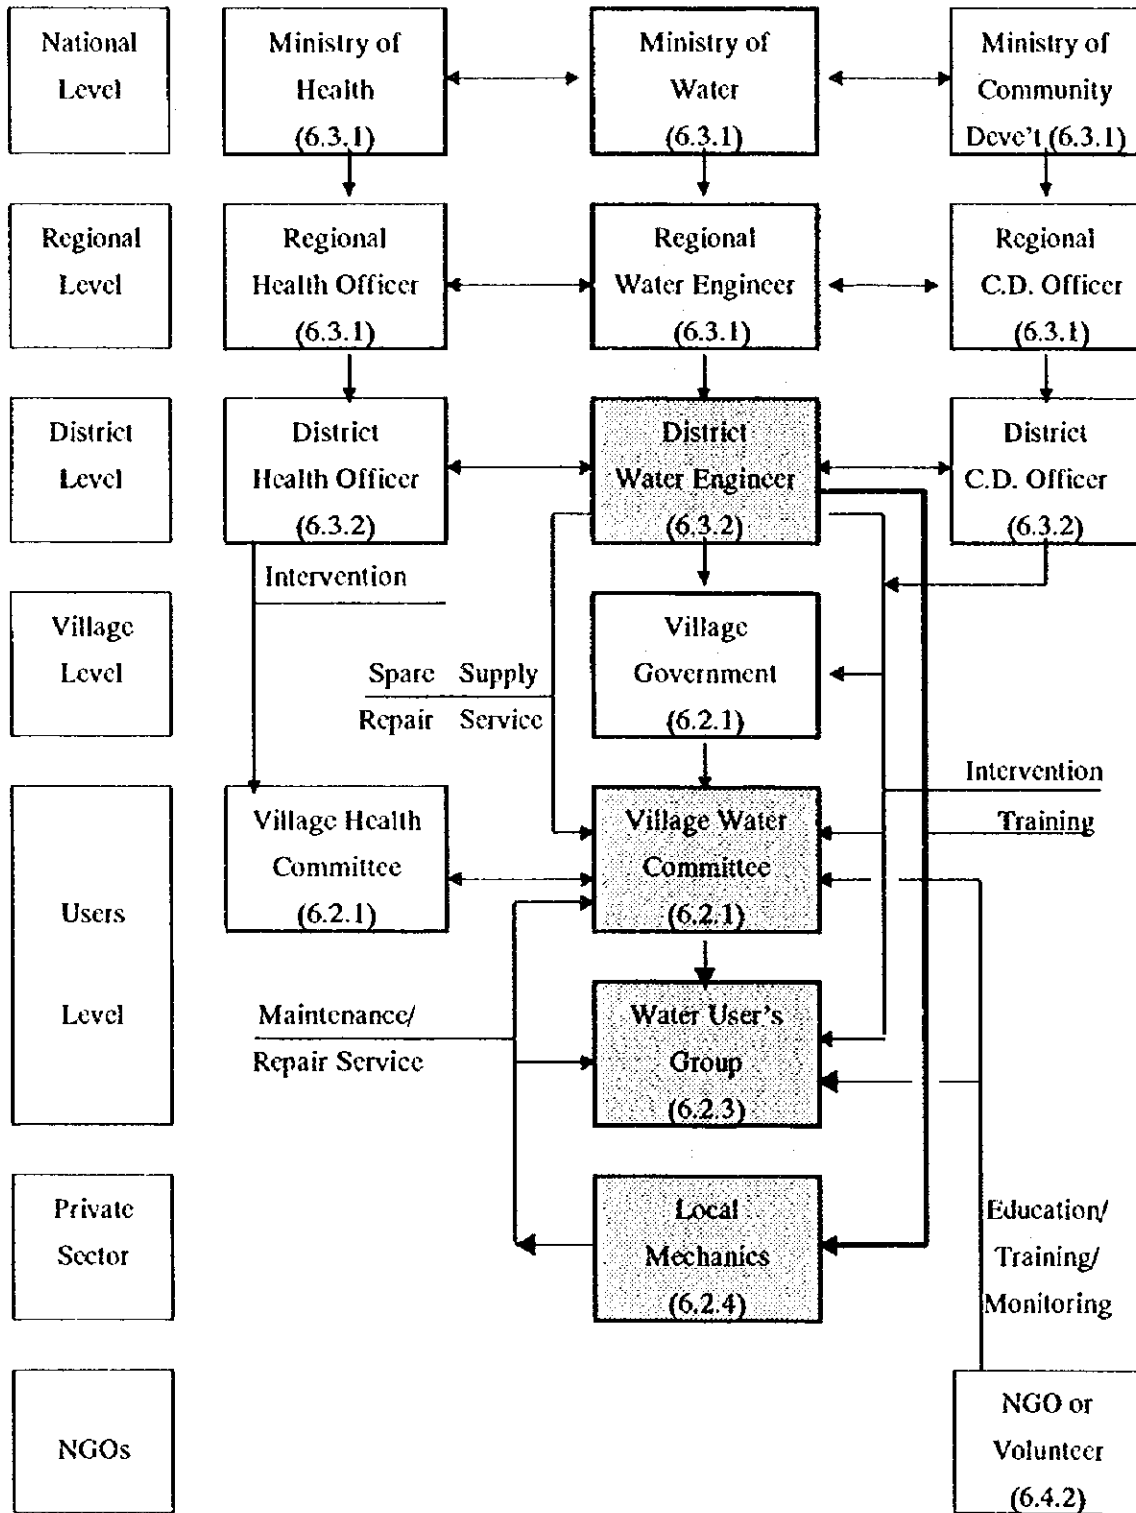 National
Level
Ministry of
Health
(6.3.1)
Ministry of
Water
(6.3.1)
Ministry of
Community
Deve't (6.3.1)
Regional
Level
Regional
Health Officer
(6.3.1)
Regional
Water Engineer
(6.3.1)
Regional
C.D. Officer
(6.3.1)
District
Level
District
Health Officer
(6.3.2)
District
Water Engineer
(6.3.2)
District
C.D. Officer
(6.3.2)
Intervention
Village
Level
Spare Supply
Repair Service
Village
Government
(6.2.1)
Intervention
Training
Users
Level
Village Health
Committee
(6.2.1)
Village Water
Committee
(6.2.1)
Maintenance/
Repair Service
Water User's
Group
(6.2.3)
Private
Sector
Local
Mechanics
(6.2.4)
Education/
Training/
Monitoring
NGOs
NGO or
Volunteer
(6.4.2)